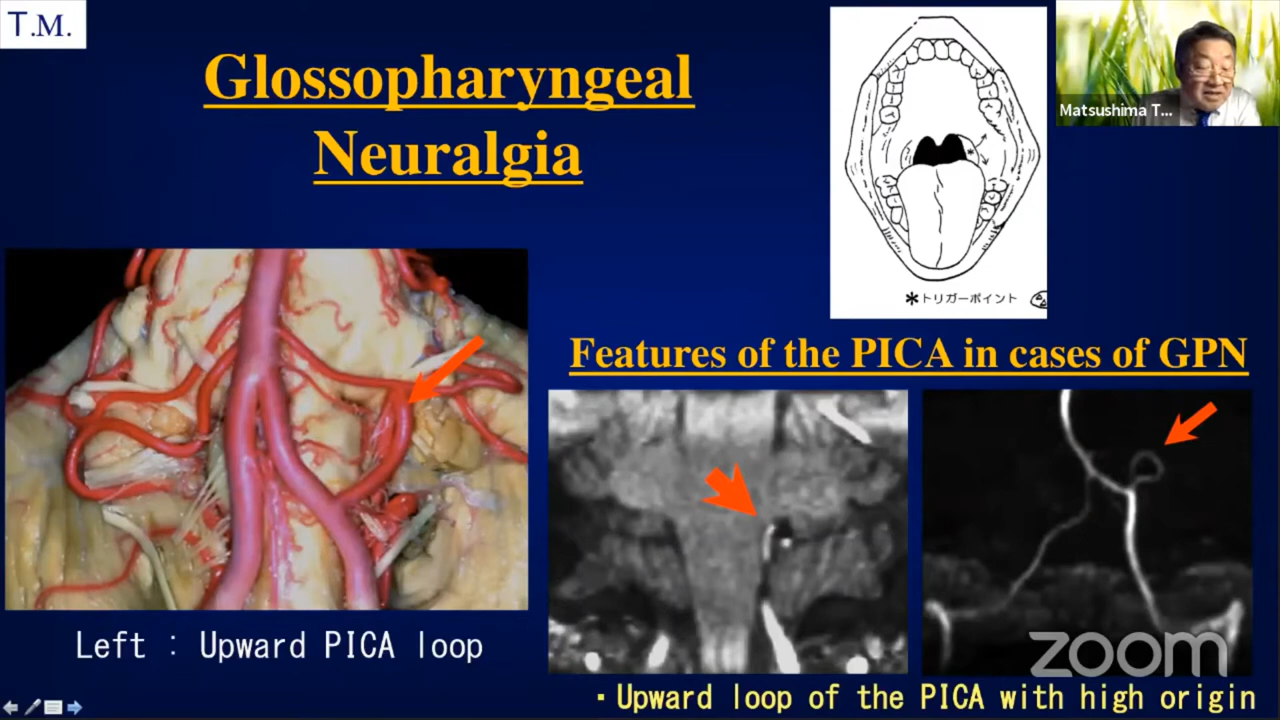 T.M.
Glossopharyngeal
Neuralgia
Matsushima T...
*トリガーポイント
Features of the PICA in cases of GPN
Left : Upward PICA loop
zoom
・Upward loop of the PICA with high origin